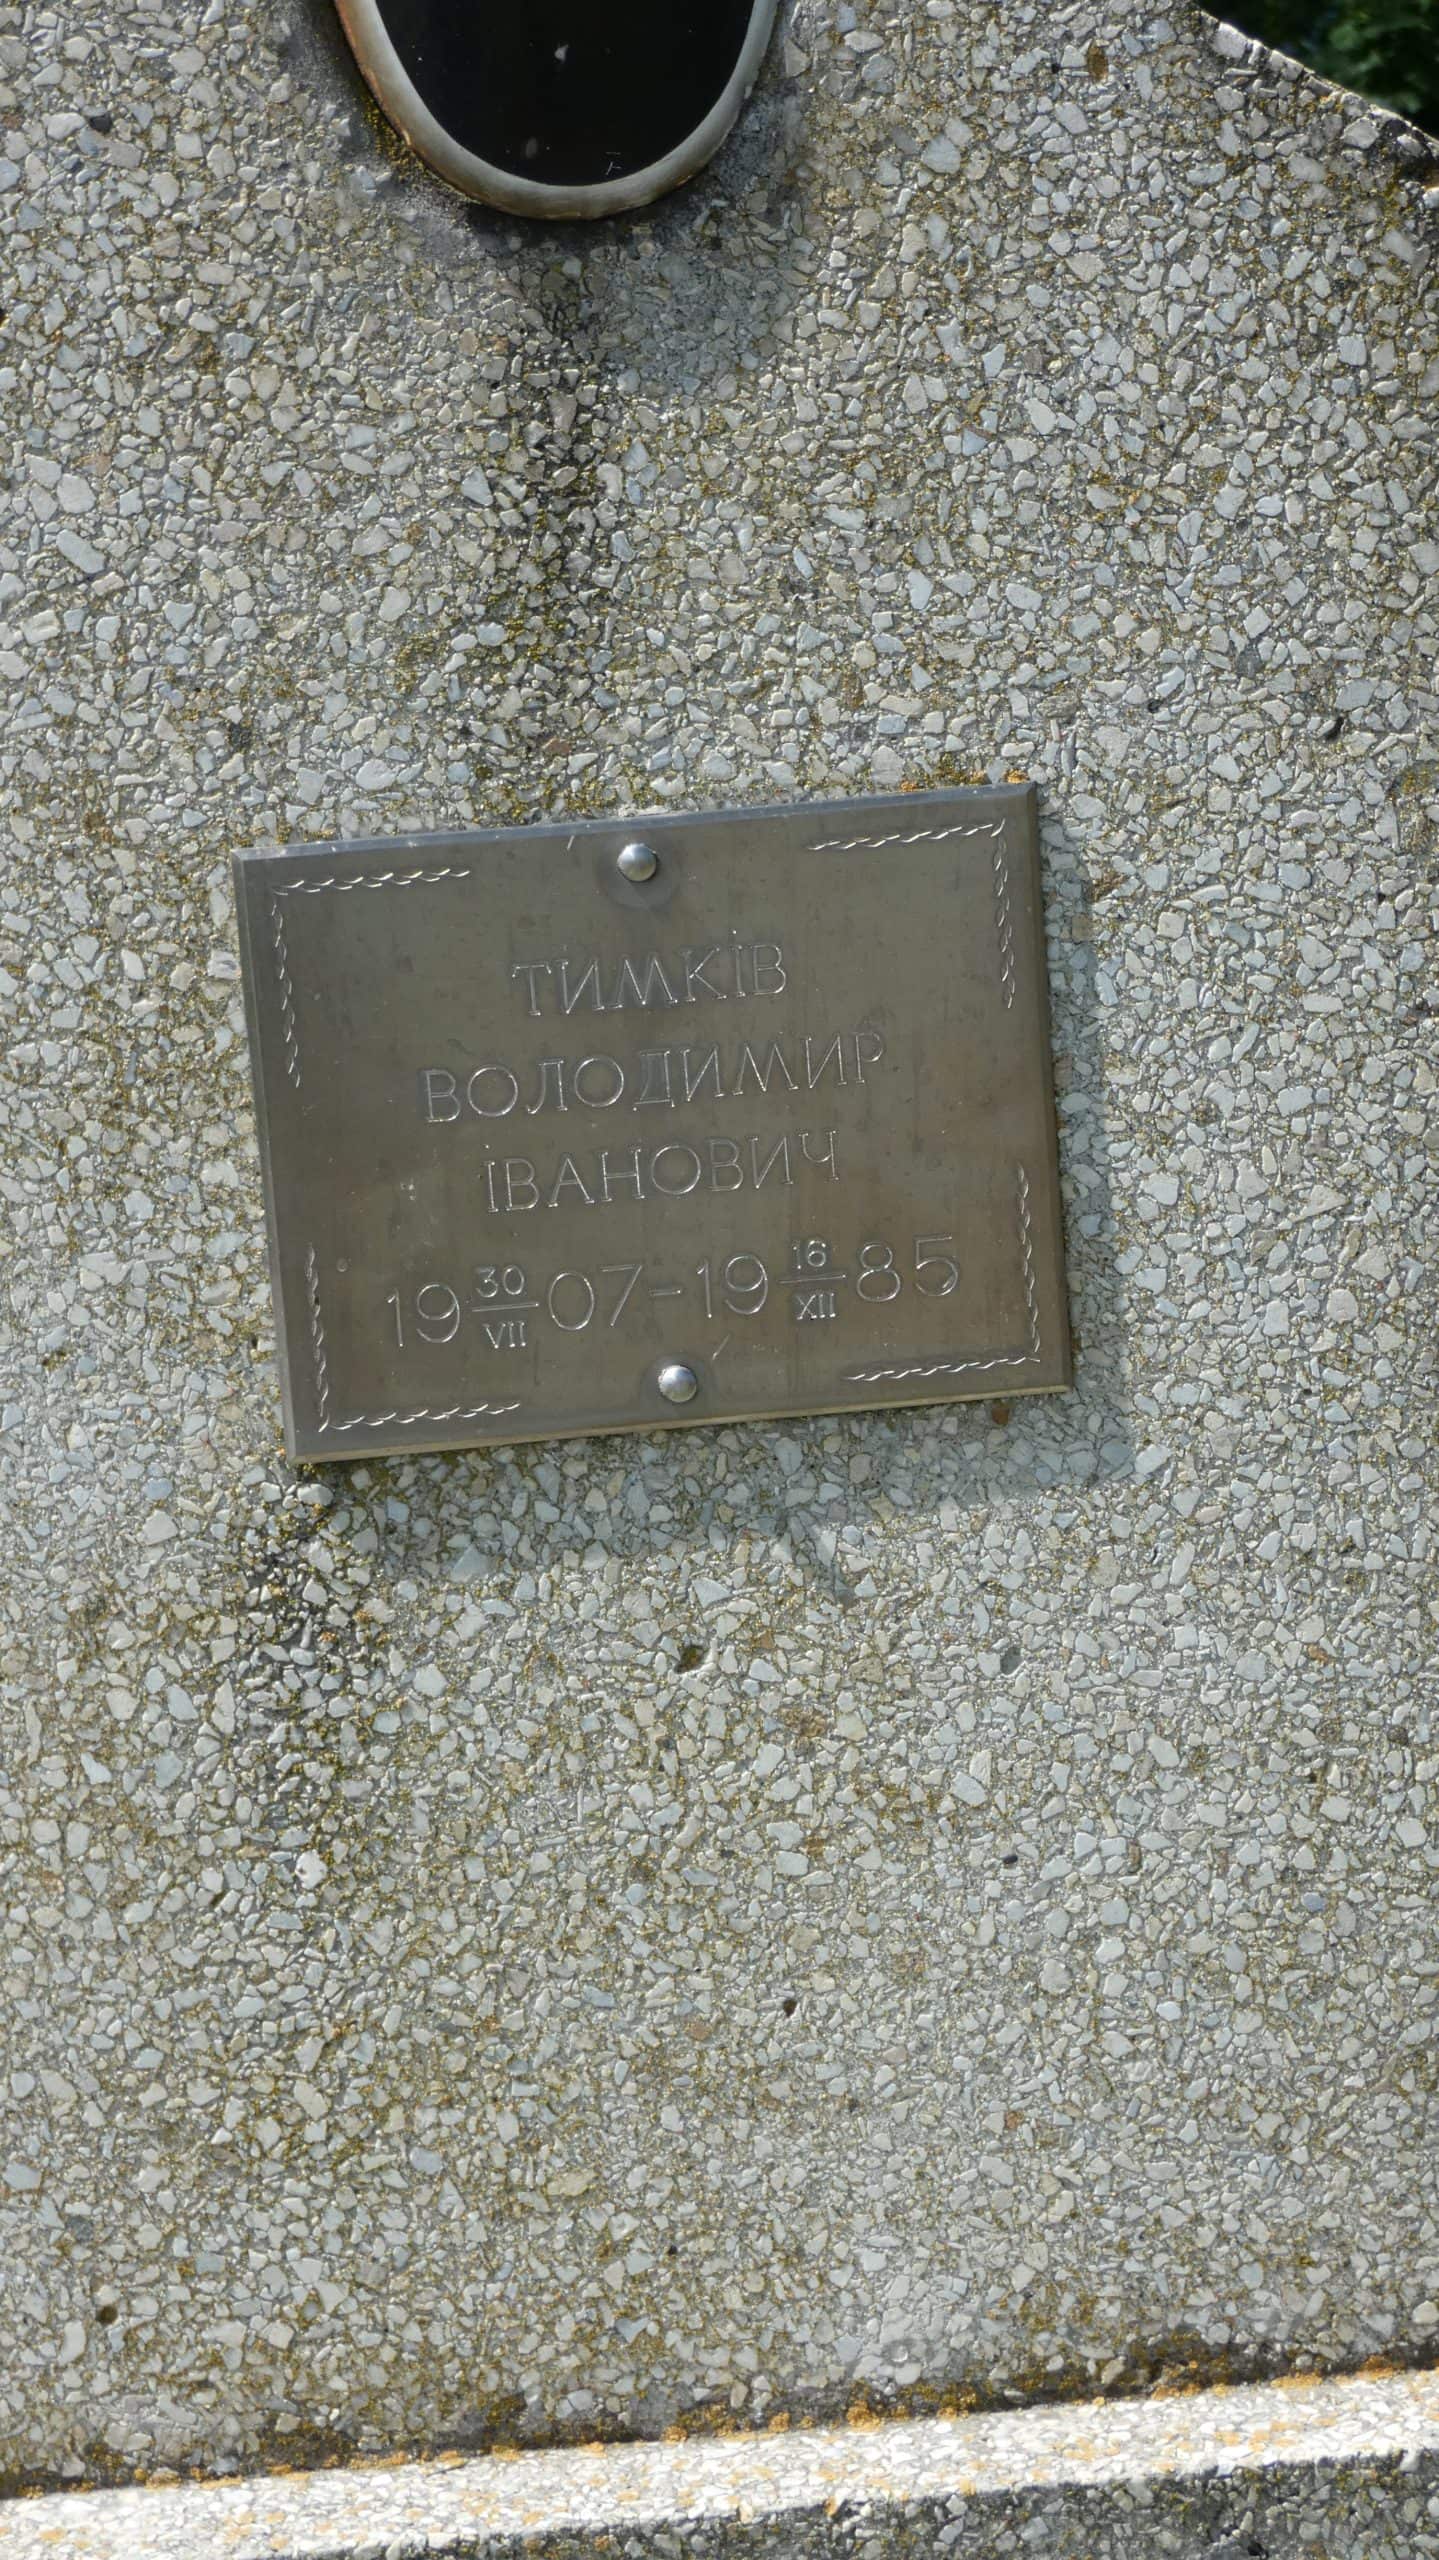 ТИМКІВ
ВОЛОДИМИР
ІВАНОВИЧ
19 30/VII 07-19 16/XII 85